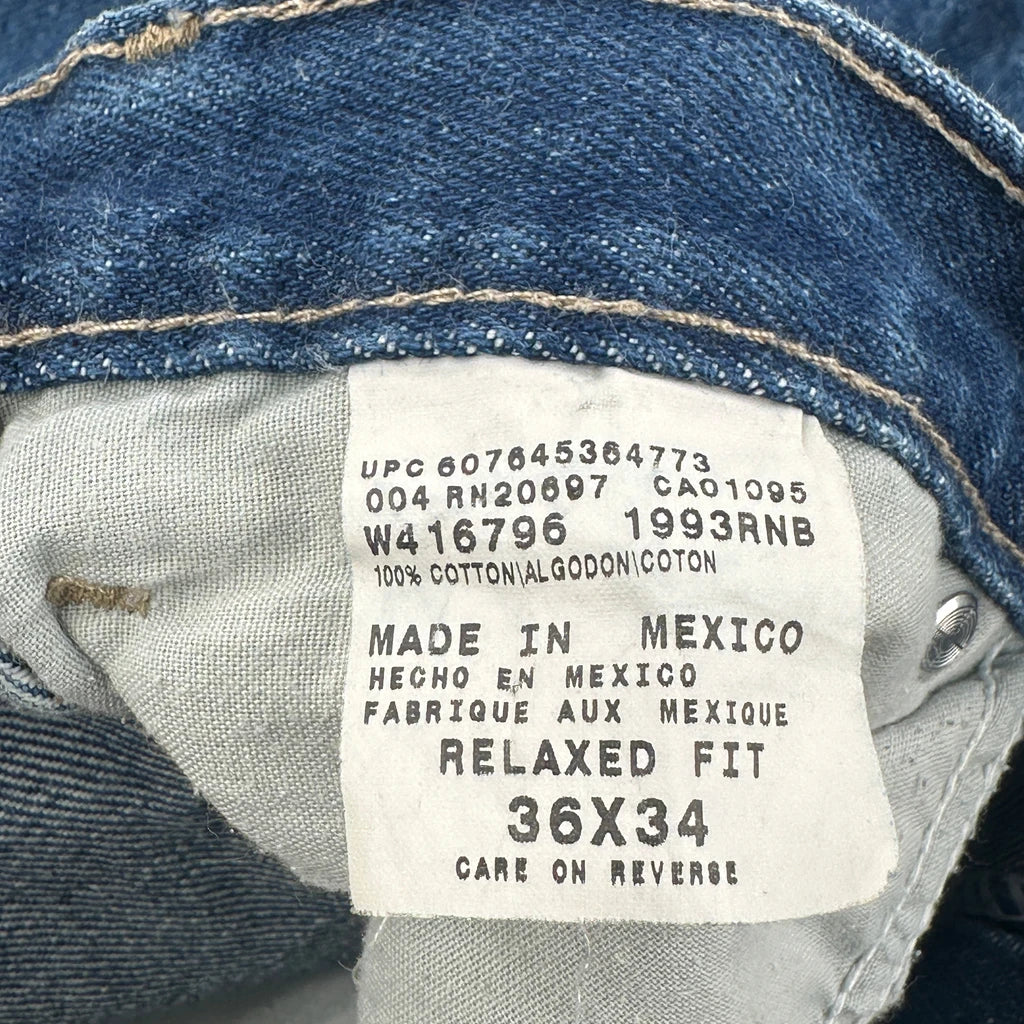 UPC 607645364773
004 RN20697 CA01095
W416796 1993RNB
100% COTTON\ALGODON\COTON
MADE IN MEXICO
HECHO EN MEXICO
FABRIQUE AUX MEXIQUE
RELAXED FIT
36X34
CARE ON REVERSE